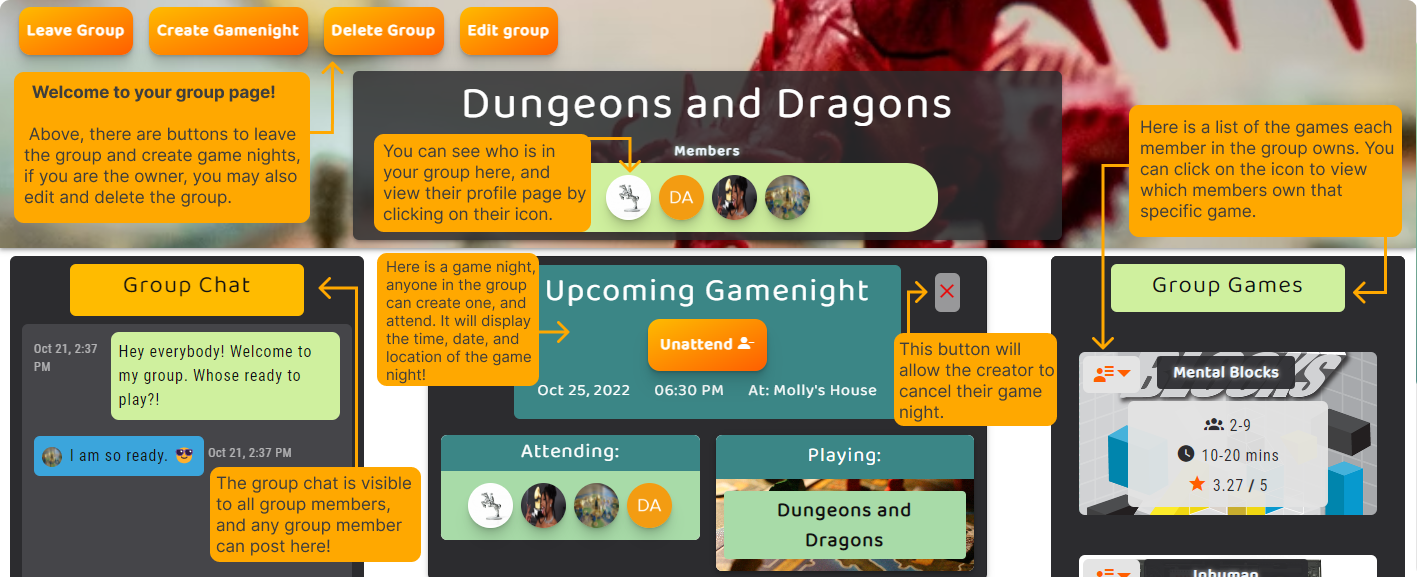 Leave Group
Create Gamenight
Delete Group
Edit group
Welcome to your group page!
Above, there are buttons to leave
the group and create game nights,
if you are the owner, you may also
edit and delete the group.
Dungeons and Dragons
Members
You can see who is in
your group here, and
view their profile page by
clicking on their icon.
DA
Here is a list of the games each
member in the group owns. You
can click on the icon to view
which members own that
specific game.
Group Chat
Oct 21, 2:37
PM
Hey everybody! Welcome to
my group. Whose ready to
play?!
I am so ready. 😎
Oct 21, 2:37 PM
The group chat is visible
to all group members,
and any group member
can post here!
Here is a game night,
anyone in the group
can create one, and
attend. It will display
the time, date, and
location of the game
night!
Upcoming Gamenight
Unattend
Oct 25, 2022 06:30 PM At: Molly's House
This button will
allow the creator to
cancel their game
night.
Attending:
DA
Playing:
Dungeons and
Dragons
Group Games
BLOCKS
Mental Blocks
2-9
10-20 mins
3.27 / 5
Inhuman